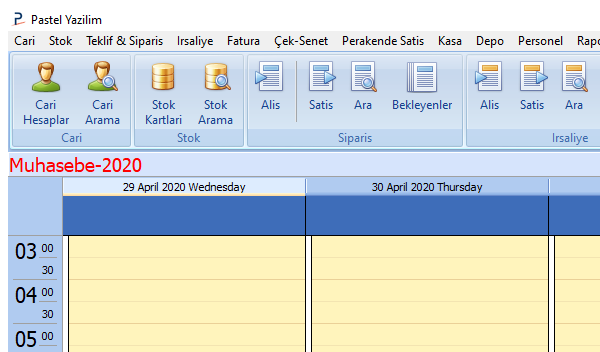 Pastel Yazilim
Cari Stok Teklif & Siparis Irsaliye Fatura Çek-Senet Perakende Satis Kasa Depo Personel Rapo
Cari Hesaplar Cari Arama Stok Kartlari Stok Arama Alis Satis Ara Bekleyenler Alis Satis Ara
Cari Stok Siparis Irsaliye
Muhasebe-2020
29 April 2020 Wednesday 30 April 2020 Thursday
03 00
30
04 00
30
05 00